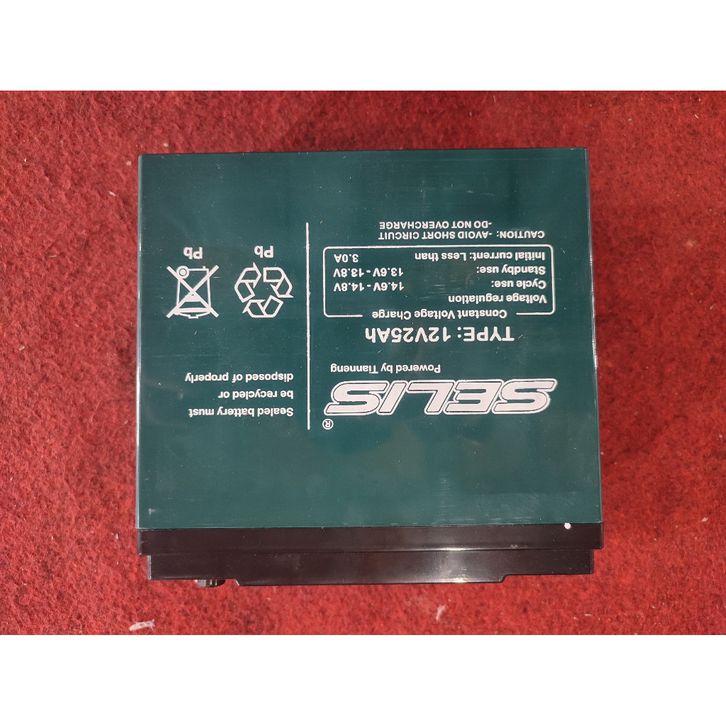 SELIS®
Powered by Tianneng
TYPE: 12V25Ah
Constant Voltage Charge
Voltage regulation
Cycle use: 14.6V - 14.8V
Standby use: 13.6V - 13.8V
Initial current: Less than 3.0A
CAUTION: -AVOID SHORT CIRCUIT
-DO NOT OVERCHARGE
Sealed battery must
be recycled or
disposed of properly
Pb Pb